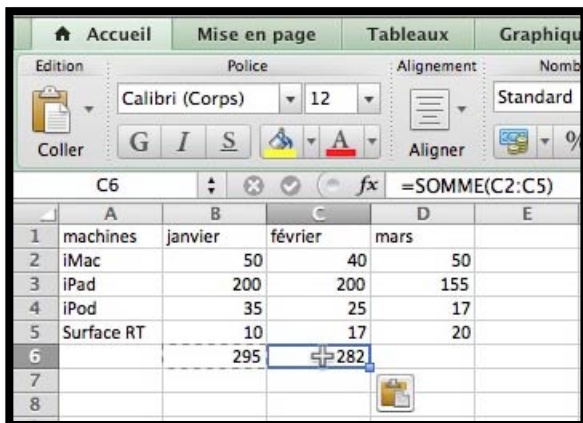 Accueil Mise en page Tableaux Graphiqu
Edition Police Alignement Nomb
Calibri (Corps) 12 Standard
Coller G I S A Aligner %
C6 fx =SOMME(C2:C5)
A B C D E
1 machines janvier février mars
2 iMac 50 40 50
3 iPad 200 200 155
4 iPod 35 25 17
5 Surface RT 10 17 20
6 295 282
7
8